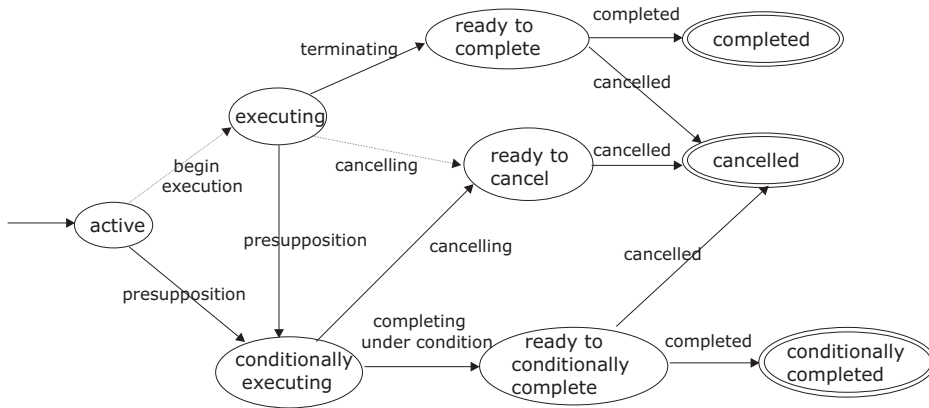 ready to
complete
completed
completed
terminating
cancelled
executing
begin
execution
cancelling
ready to
cancel
cancelled
cancelled
active
presupposition
cancelling
cancelled
presupposition
completing
under condition
conditionally
executing
ready to
conditionally
complete
completed
conditionally
completed